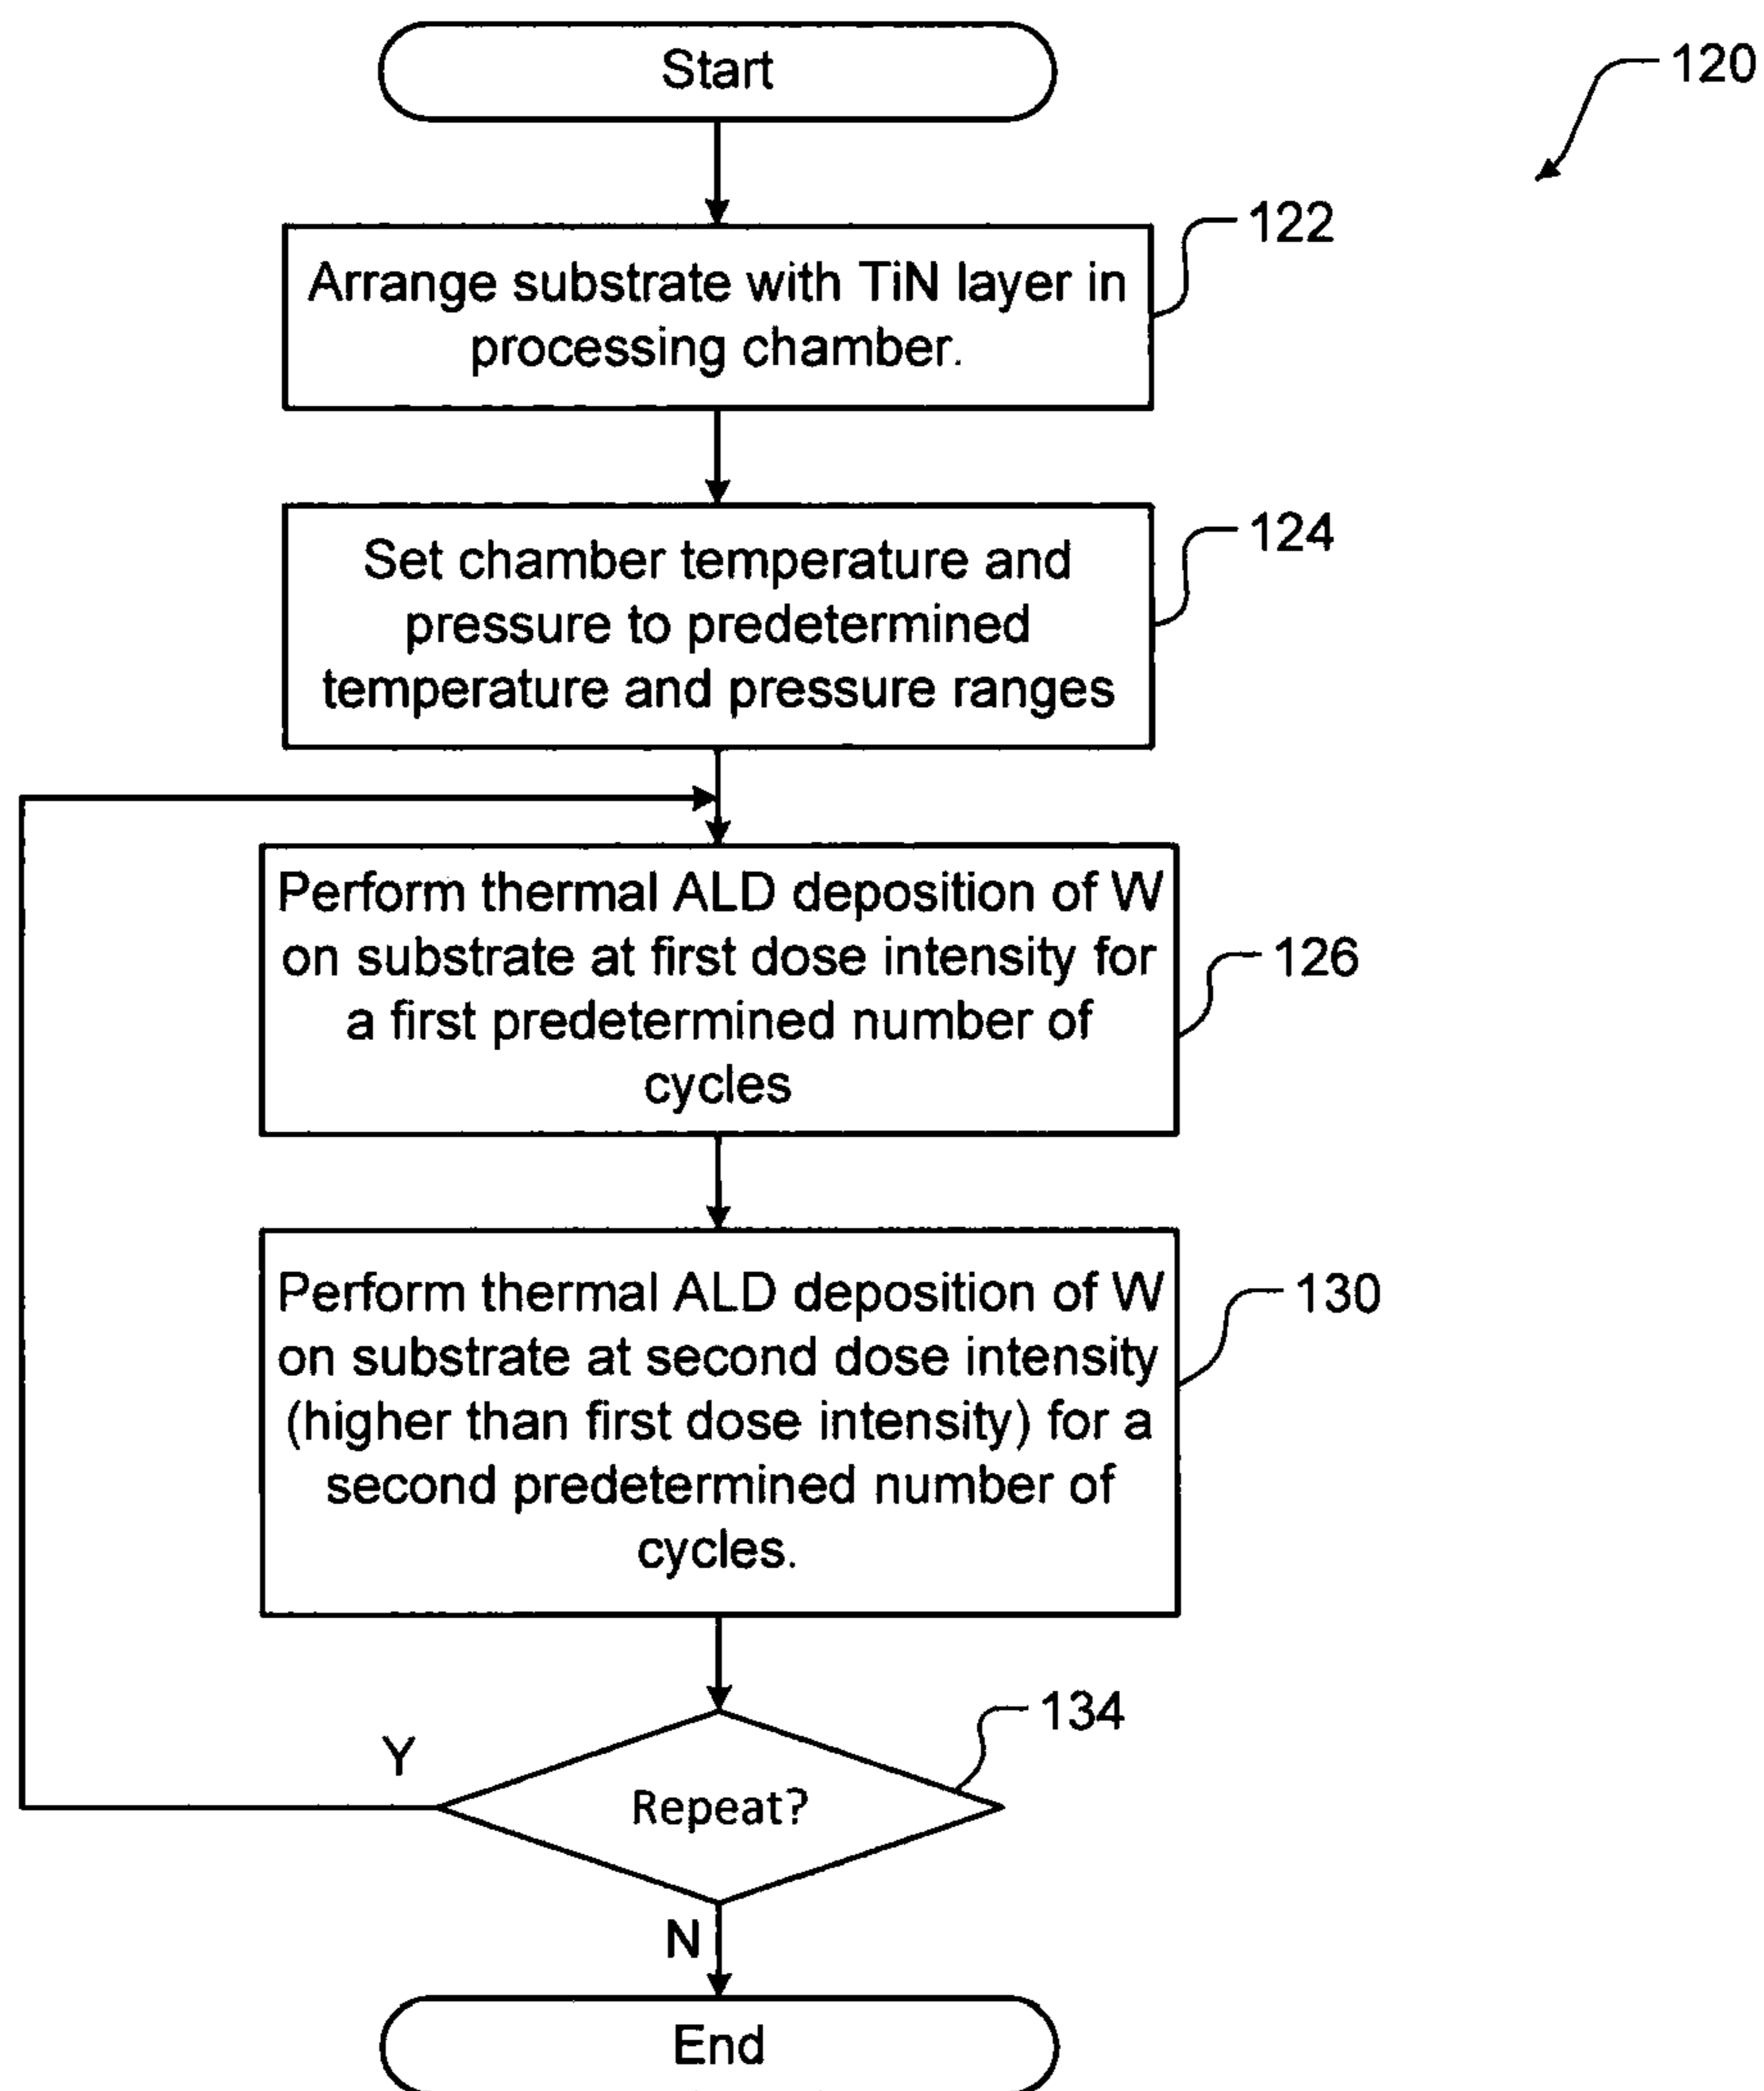 Start
120
122
Arrange substrate with TiN layer in
processing chamber.
124
Set chamber temperature and
pressure to predetermined
temperature and pressure ranges
Perform thermal ALD deposition of W
on substrate at first dose intensity for
a first predetermined number of
cycles
126
Perform thermal ALD deposition of W
on substrate at second dose intensity
(higher than first dose intensity) for a
second predetermined number of
cycles.
130
134
Y
Repeat?
N
End